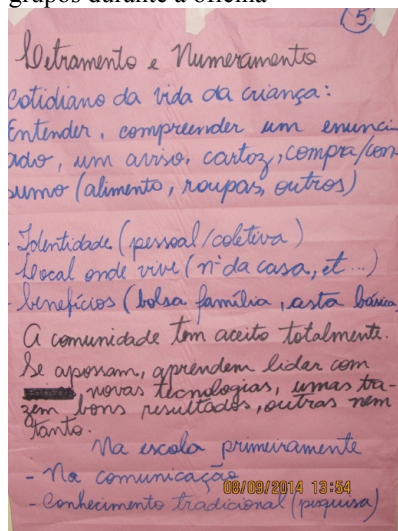 grupos durante a oficina
5
Letramento e Numeramento
cotidiano da vida da criança:
Entender, compreender um enunci-
ado, um aviso, cartaz, compra/con-
sumo (alimento, roupas, outros)
- Identidade (pessoal/coletiva)
- Local onde vive (nº da casa, et...)
- benefícios (bolsa família, cesta básica,
A comunidade tem aceito totalmente.
Se apossam, aprendem lidar com
novas tecnologias, umas tra-
zem bons resultados, outras nem
tanto.
Na escola primeiramente
- Na comunicação
08/09/2014 13:54
- Conhecimento tradicional (pesquisa)